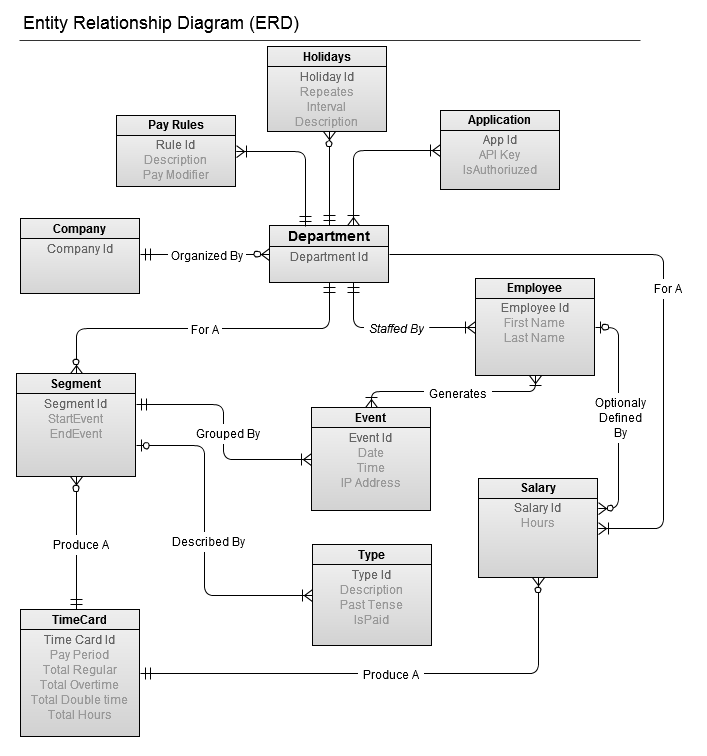 Entity Relationship Diagram (ERD)
Holidays
Holiday Id
Repeates
Interval
Description
Pay Rules
Rule Id
Description
Pay Modifier
Application
App Id
API Key
IsAuthoriuzed
Company
Company Id
Organized By
Department
Department Id
For A
Employee
Employee Id
First Name
Last Name
For A
Staffed By
Segment
Segment Id
StartEvent
EndEvent
Generates
Optionaly
Defined
By
Grouped By
Event
Event Id
Date
Time
IP Address
Salary
Salary Id
Hours
Produce A
Described By
Type
Type Id
Description
Past Tense
IsPaid
TimeCard
Time Card Id
Pay Period
Total Regular
Total Overtime
Total Double time
Total Hours
Produce A